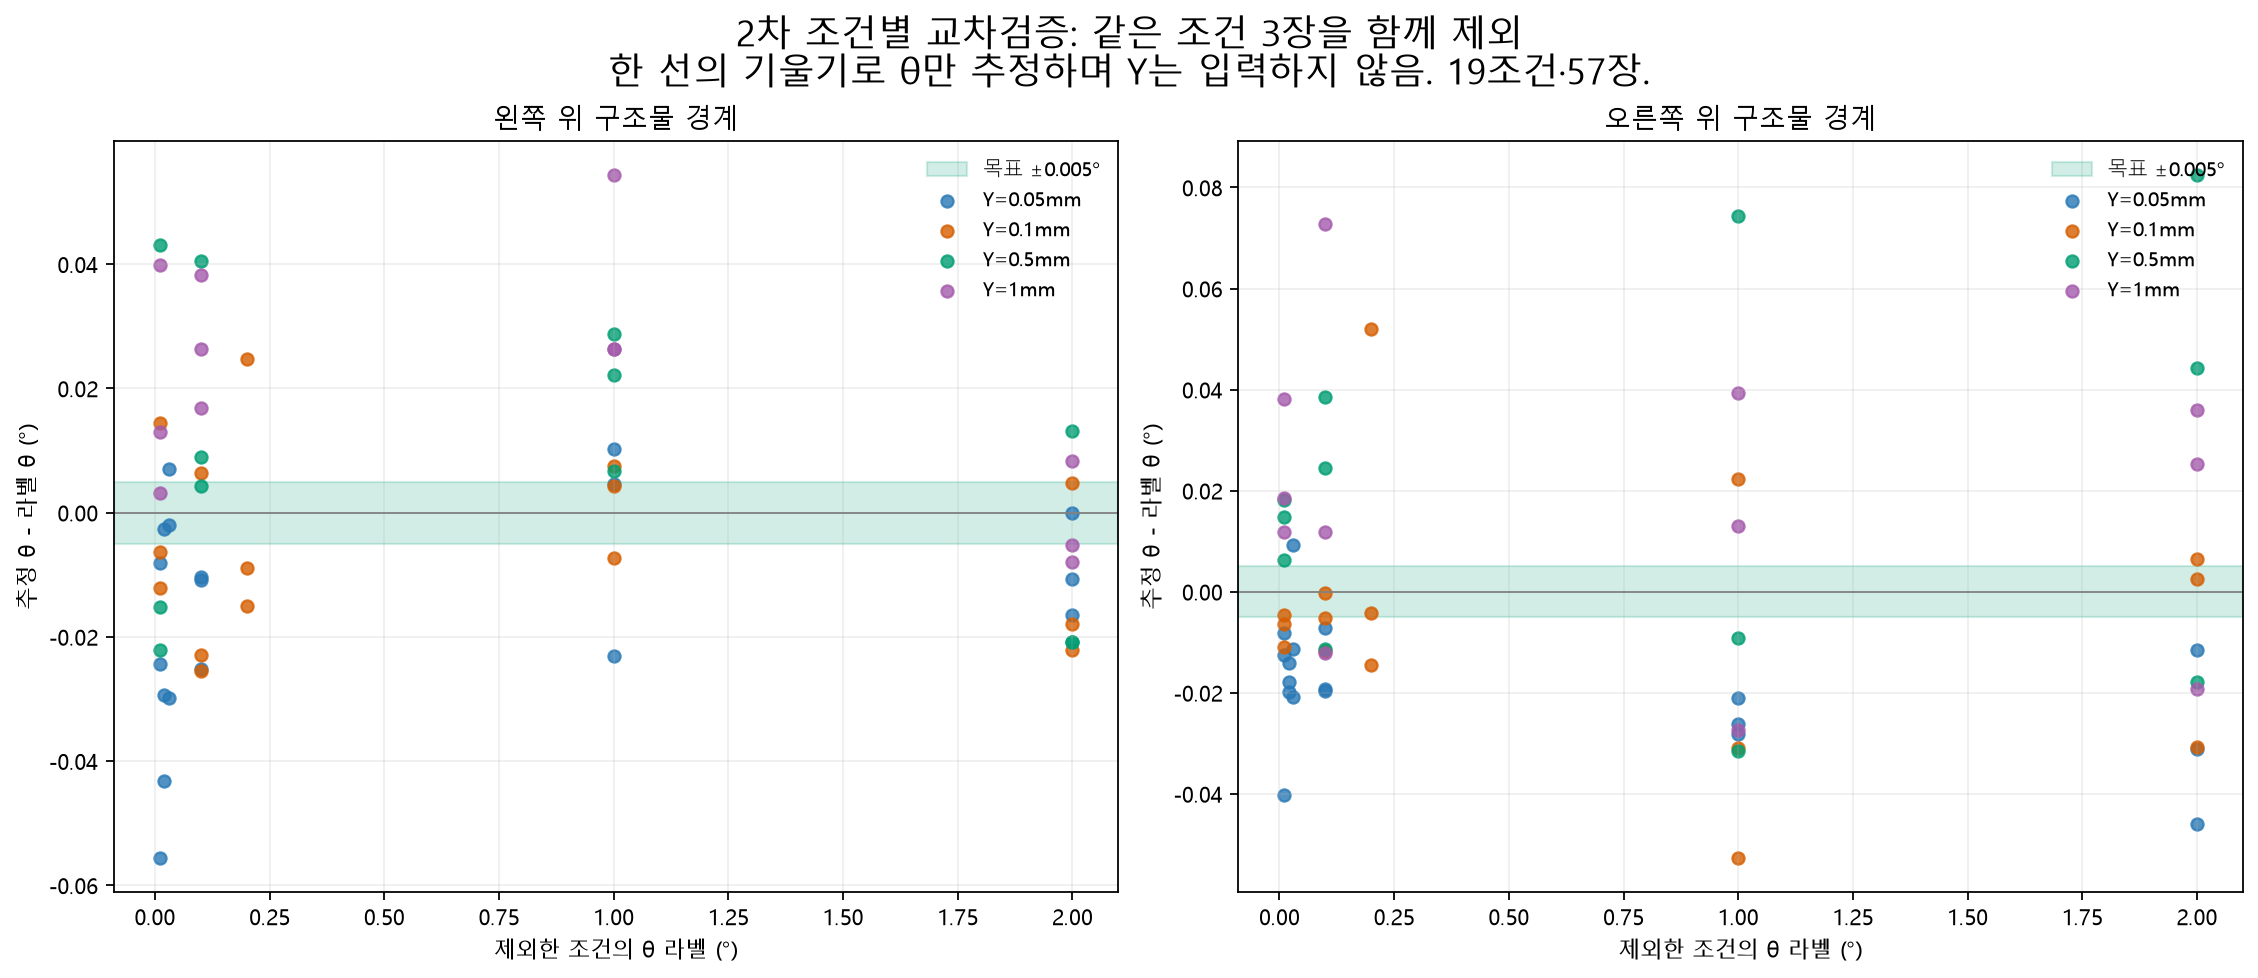 2차 조건별 교차검증: 같은 조건 3장을 함께 제외
한 선의 기울기로 θ만 추정하며 Y는 입력하지 않음. 19조건·57장.
왼쪽 위 구조물 경계
목표 ±0.005°
Y=0.05mm
Y=0.1mm
Y=0.5mm
Y=1mm
추정 θ - 라벨 θ (°)
0.04
0.02
0.00
-0.02
-0.04
-0.06
0.00 0.25 0.50 0.75 1.00 1.25 1.50 1.75 2.00
제외한 조건의 θ 라벨 (°)
오른쪽 위 구조물 경계
목표 ±0.005°
Y=0.05mm
Y=0.1mm
Y=0.5mm
Y=1mm
추정 θ - 라벨 θ (°)
0.08
0.06
0.04
0.02
0.00
-0.02
-0.04
0.00 0.25 0.50 0.75 1.00 1.25 1.50 1.75 2.00
제외한 조건의 θ 라벨 (°)